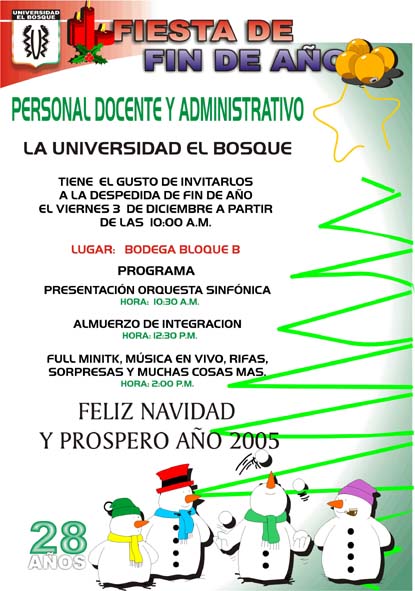 UNIVERSIDAD
EL BOSQUE
FIESTA DE
FIN DE AÑO
PERSONAL DOCENTE Y ADMINISTRATIVO
LA UNIVERSIDAD EL BOSQUE
TIENE EL GUSTO DE INVITARLOS
A LA DESPEDIDA DE FIN DE AÑO
EL VIERNES 3 DE DICIEMBRE A PARTIR
DE LAS 10:00 A.M.
LUGAR: BODEGA BLOQUE B
PROGRAMA
PRESENTACIÓN ORQUESTA SINFÓNICA
HORA: 10:30 A.M.
ALMUERZO DE INTEGRACION
HORA: 12:30 P.M.
FULL MINITK, MÚSICA EN VIVO, RIFAS,
SORPRESAS Y MUCHAS COSAS MAS.
HORA: 2:00 P.M.
FELIZ NAVIDAD
Y PROSPERO AÑO 2005
28
AÑOS